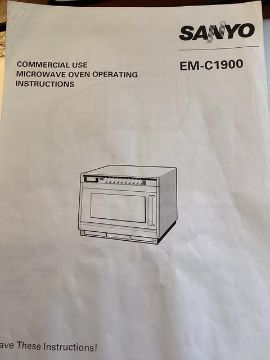 SANYO
COMMERCIAL USE
MICROWAVE OVEN OPERATING
INSTRUCTIONS
EM-C1900
ave These Instructions!